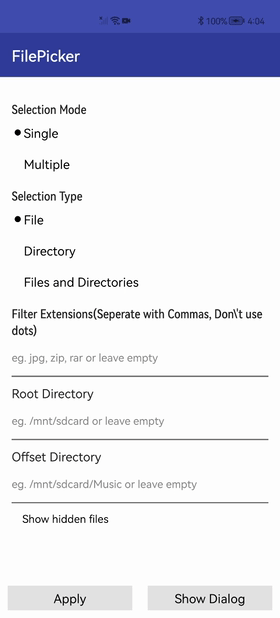 100% 4:04
FilePicker
Selection Mode
Single
Multiple
Selection Type
File
Directory
Files and Directories
Filter Extensions(Seperate with Commas, Don\'t use
dots)
eg. jpg, zip, rar or leave empty
Root Directory
eg. /mnt/sdcard or leave empty
Offset Directory
eg. /mnt/sdcard/Music or leave empty
Show hidden files
Apply Show Dialog